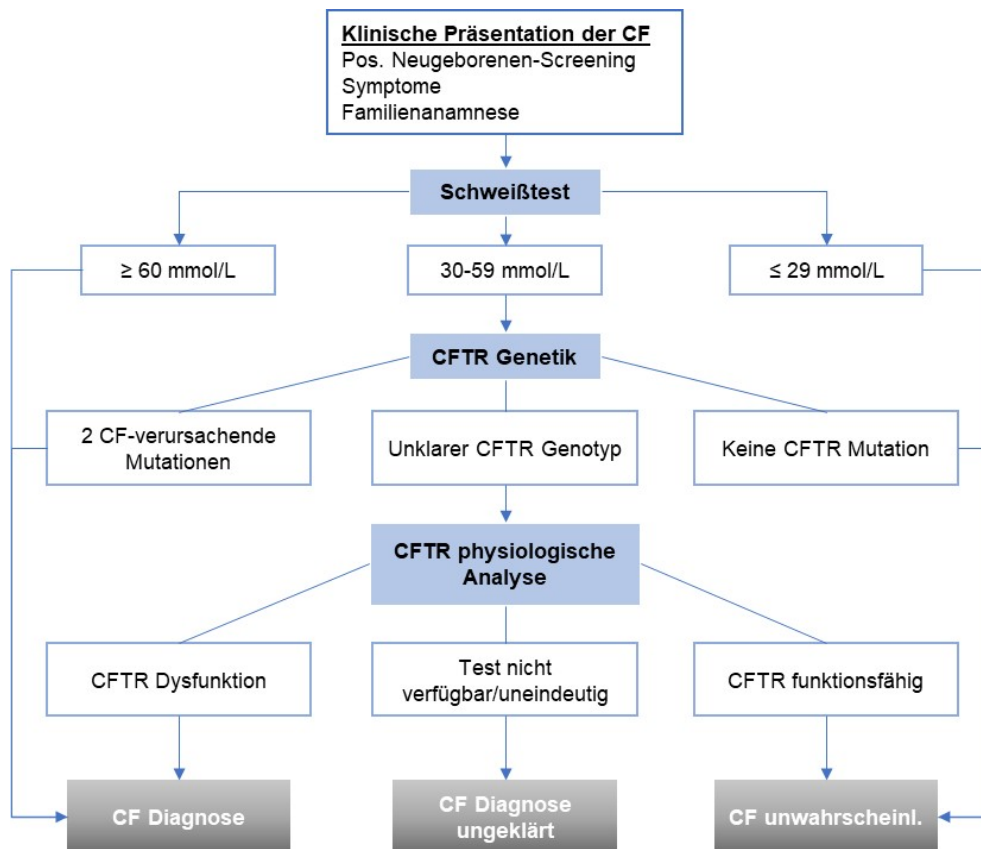 Klinische Präsentation der CF
Pos. Neugeborenen-Screening
Symptome
Familienanamnese
Schweißtest
≥ 60 mmol/L
30-59 mmol/L
≤ 29 mmol/L
CFTR Genetik
2 CF-verursachende
Mutationen
Unklarer CFTR Genotyp
Keine CFTR Mutation
CFTR physiologische
Analyse
CFTR Dysfunktion
Test nicht
verfügbar/uneindeutig
CFTR funktionsfähig
CF Diagnose
CF Diagnose
ungeklärt
CF unwahrscheinl.